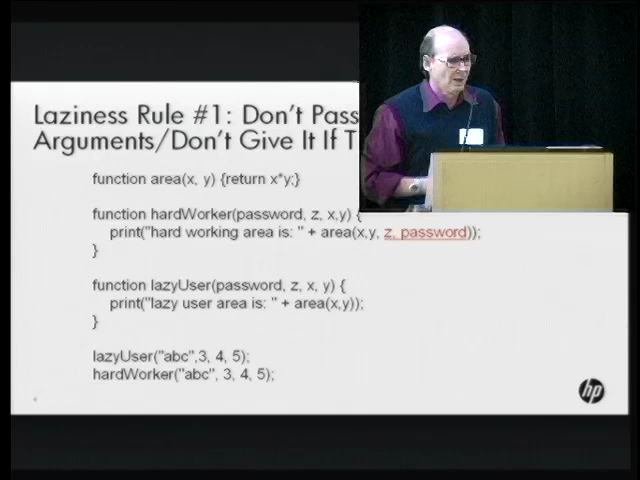 Laziness Rule #1: Don't Pass
Arguments/Don't Give It If T
function area(x, y) {return x*y;}
function hardWorker(password, z, x,y) {
print("hard working area is: " + area(x,y, z, password));
}
function lazyUser(password, z, x, y) {
print("lazy user area is: " + area(x,y));
}
lazyUser("abc",3, 4, 5);
hardWorker("abc", 3, 4, 5);
hp